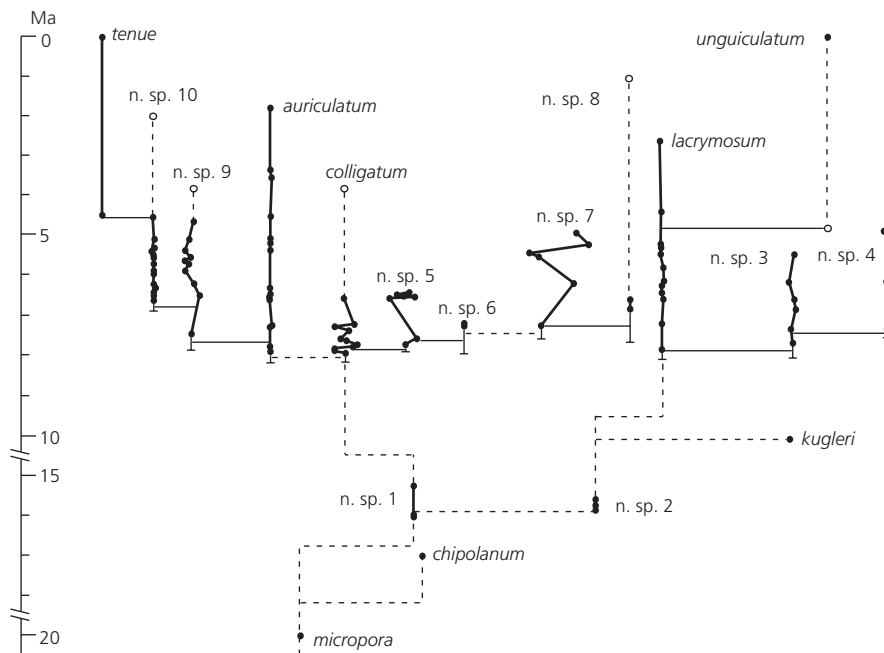 Ma
0
tenue
unguiculatum
n. sp. 10
n. sp. 8
auriculatum
lacrymosum
n. sp. 9
colligatum
n. sp. 7
5
n. sp. 3
n. sp. 4
n. sp. 5
n. sp. 6
10
kugleri
15
n. sp. 1
n. sp. 2
chipolanum
20
micropora